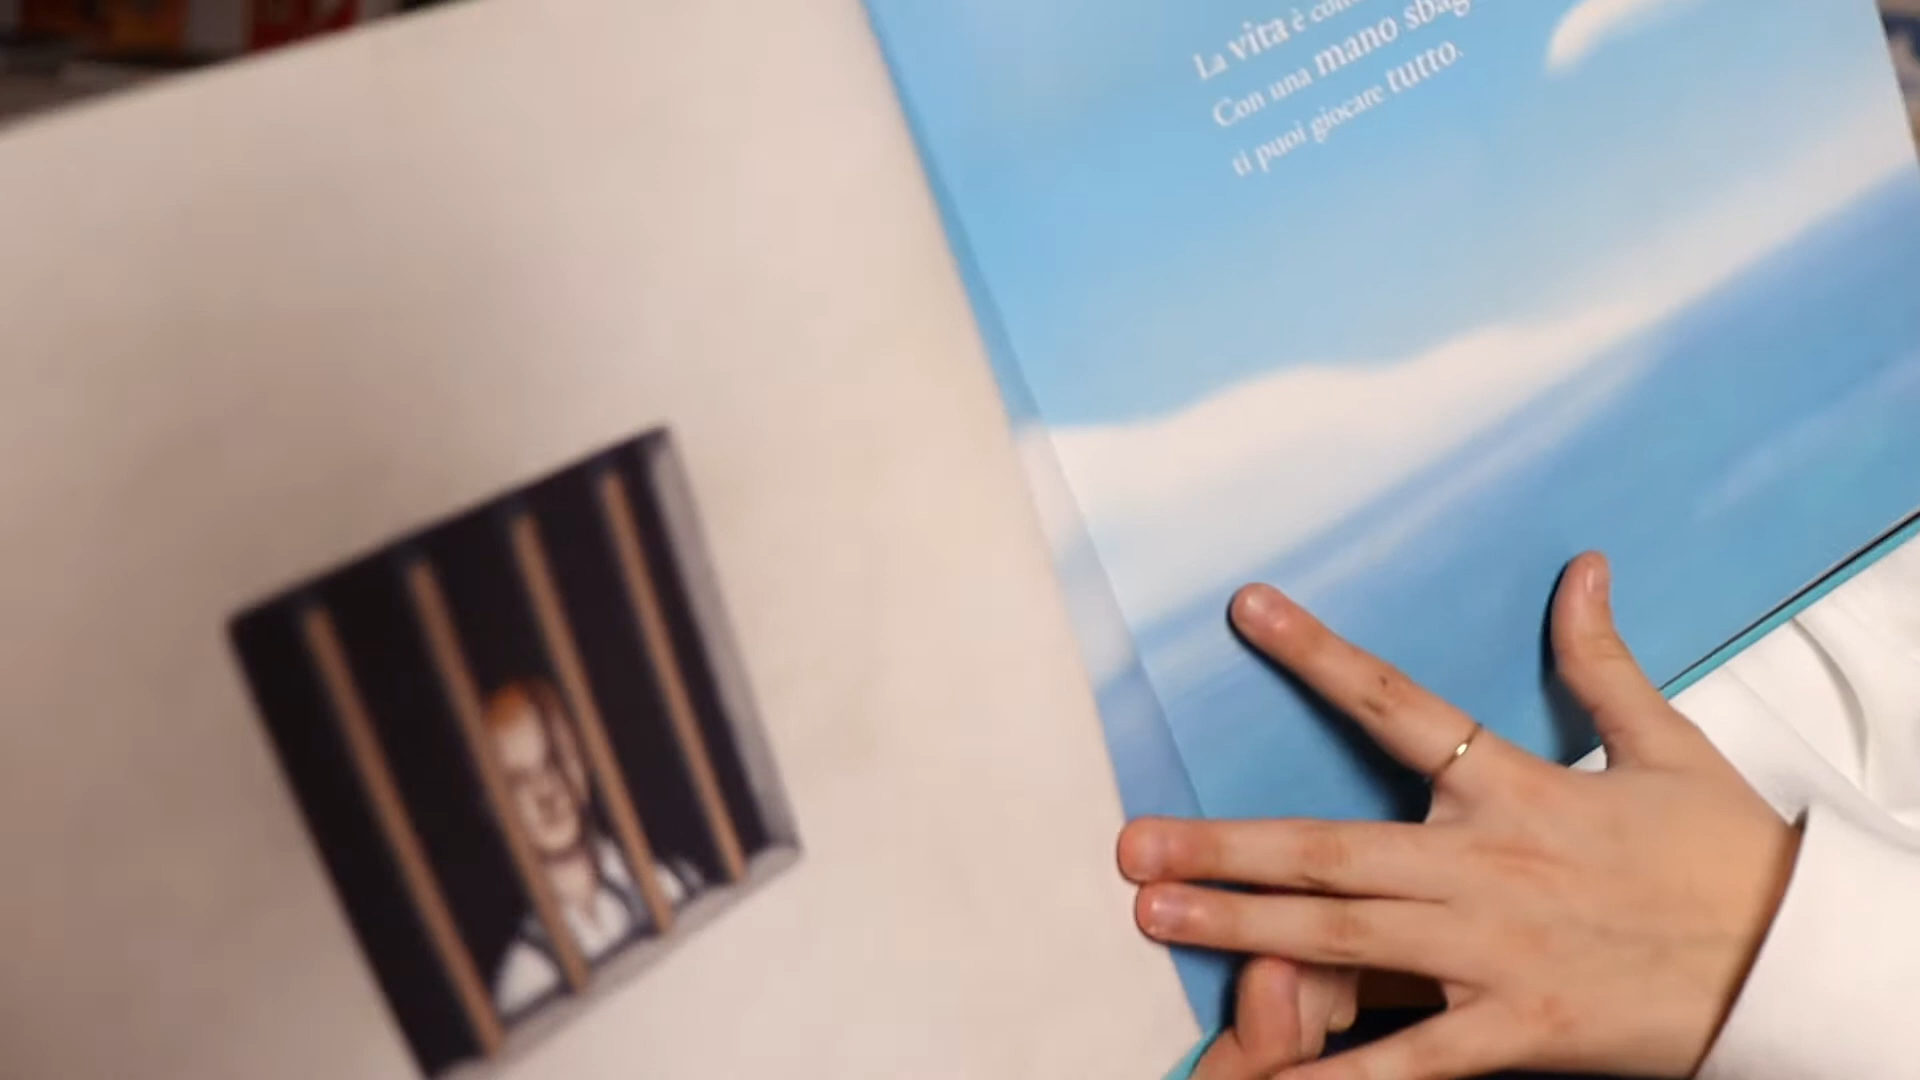 La vita è
Con una mano
ti puoi giocare tutto.